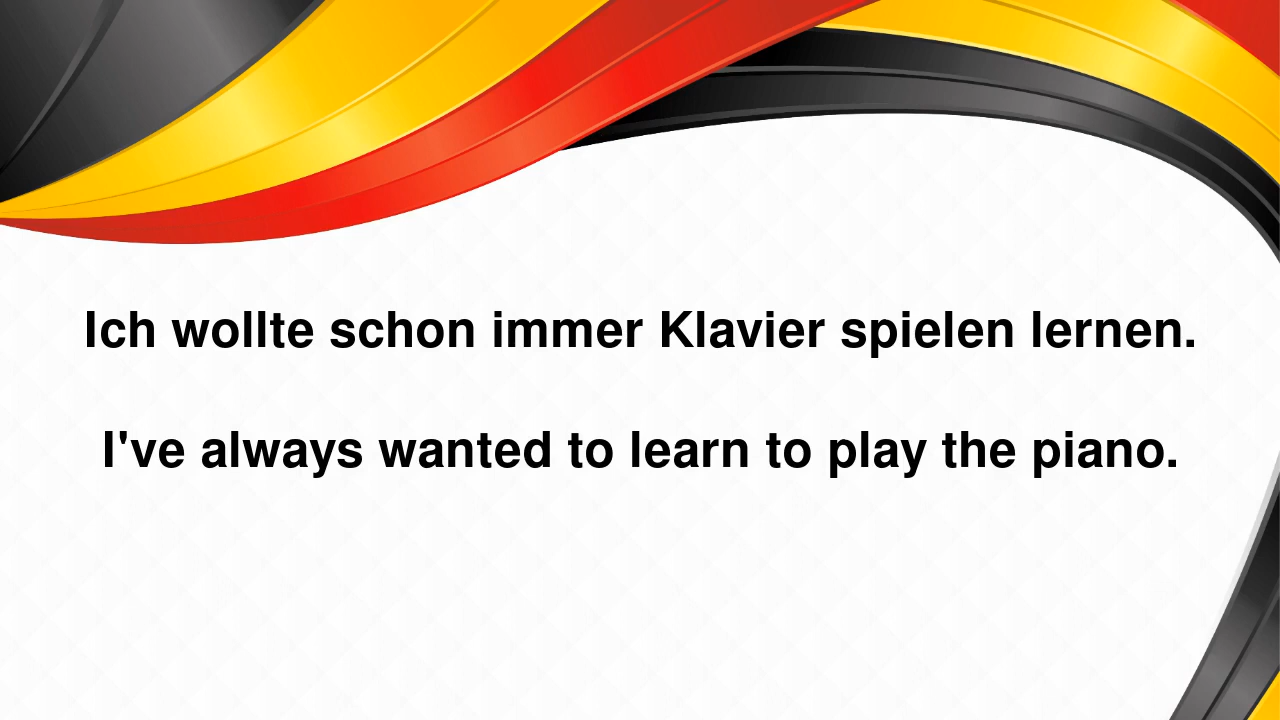 Ich wollte schon immer Klavier spielen lernen.
I've always wanted to learn to play the piano.